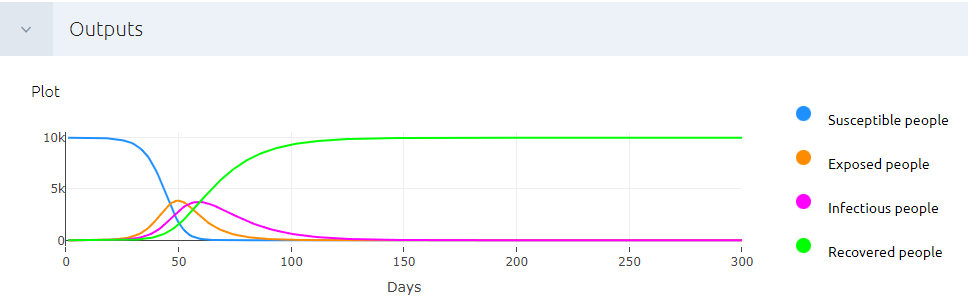 Outputs
Plot
10k
5k
0
0 50 100 150 200 250 300
Days
Susceptible people
Exposed people
Infectious people
Recovered people